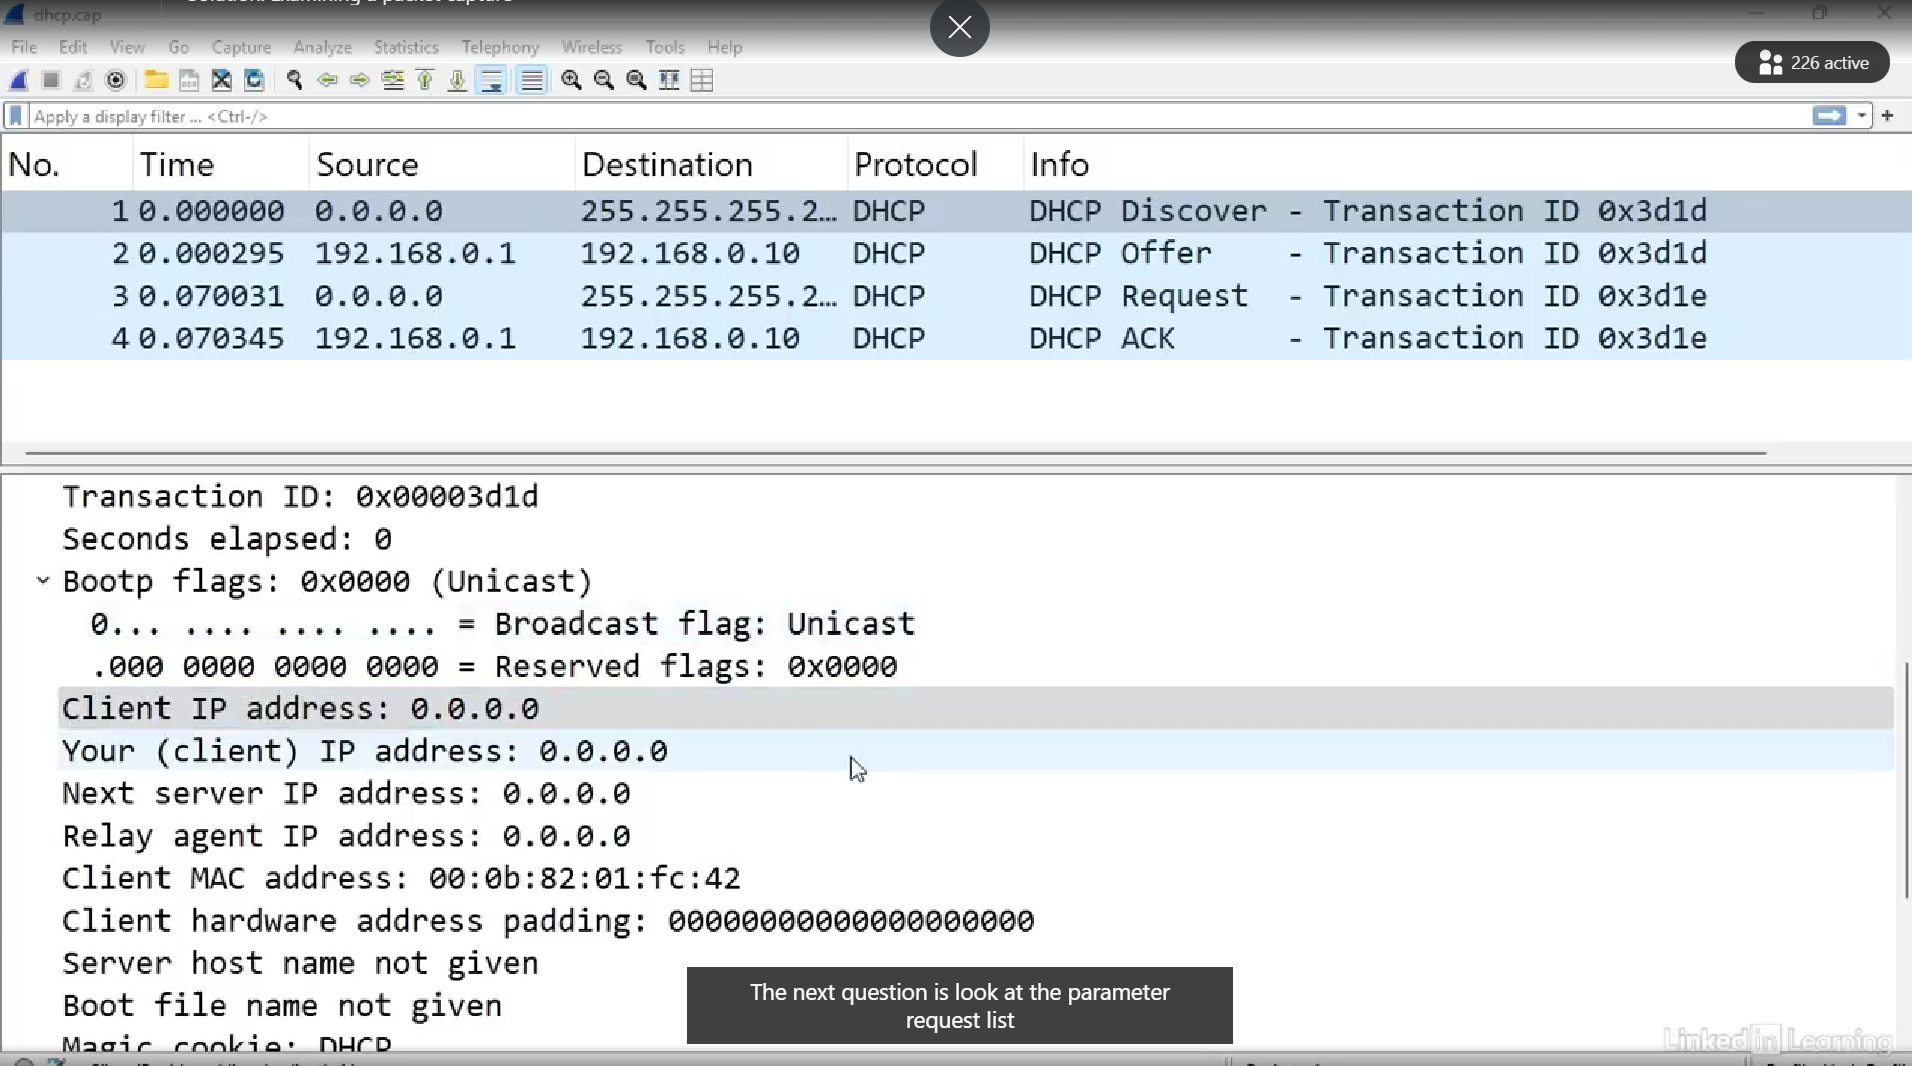 dhcp.cap
Solution: Examining a packet capture
226 active
File Edit View Go Capture Analyze Statistics Telephony Wireless Tools Help
Apply a display filter ... <Ctrl-/>
No. Time Source Destination Protocol Info
1 0.000000 0.0.0.0 255.255.255.2... DHCP DHCP Discover - Transaction ID 0x3d1d
2 0.000295 192.168.0.1 192.168.0.10 DHCP DHCP Offer - Transaction ID 0x3d1d
3 0.070031 0.0.0.0 255.255.255.2... DHCP DHCP Request - Transaction ID 0x3d1e
4 0.070345 192.168.0.1 192.168.0.10 DHCP DHCP ACK - Transaction ID 0x3d1e
Transaction ID: 0x00003d1d
Seconds elapsed: 0
Bootp flags: 0x0000 (Unicast)
0... .... .... .... = Broadcast flag: Unicast
.000 0000 0000 0000 = Reserved flags: 0x0000
Client IP address: 0.0.0.0
Your (client) IP address: 0.0.0.0
Next server IP address: 0.0.0.0
Relay agent IP address: 0.0.0.0
Client MAC address: 00:0b:82:01:fc:42
Client hardware address padding: 00000000000000000000
Server host name not given
Boot file name not given
Magic cookie: DHCP
The next question is look at the parameter
request list
Linked in Learning